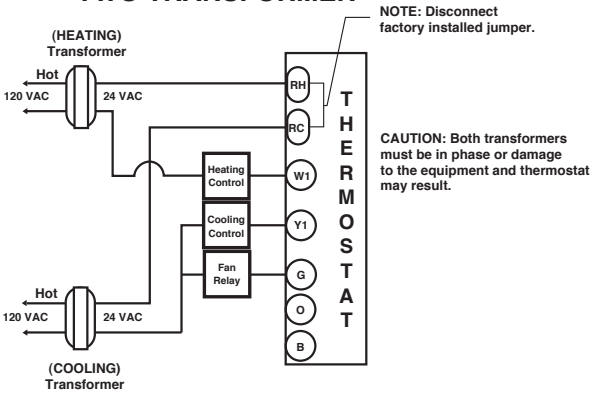 NOTE: Disconnect
factory installed jumper.
(HEATING)
Transformer
Hot
120 VAC
24 VAC
RH
RC
W1
Y1
G
O
B
THERMOSTAT
Heating
Control
Cooling
Control
Fan
Relay
CAUTION: Both transformers
must be in phase or damage
to the equipment and thermostat
may result.
Hot
120 VAC
24 VAC
(COOLING)
Transformer